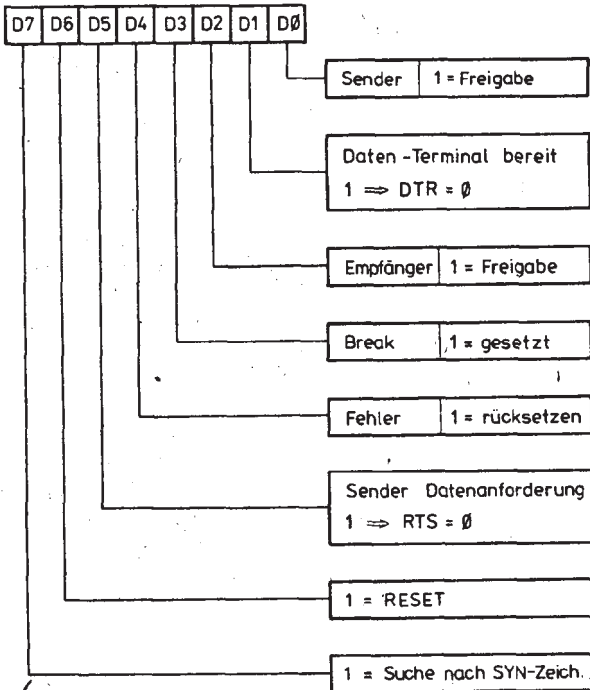 D7 D6 D5 D4 D3 D2 D1 DØ
Sender 1 = Freigabe
Daten-Terminal bereit
1 ⇒ DTR = Ø
Empfänger 1 = Freigabe
Break 1 = gesetzt
Fehler 1 = rücksetzen
Sender Datenanforderung
1 ⇒ RTS = Ø
1 = RESET
1 = Suche nach SYN-Zeich.